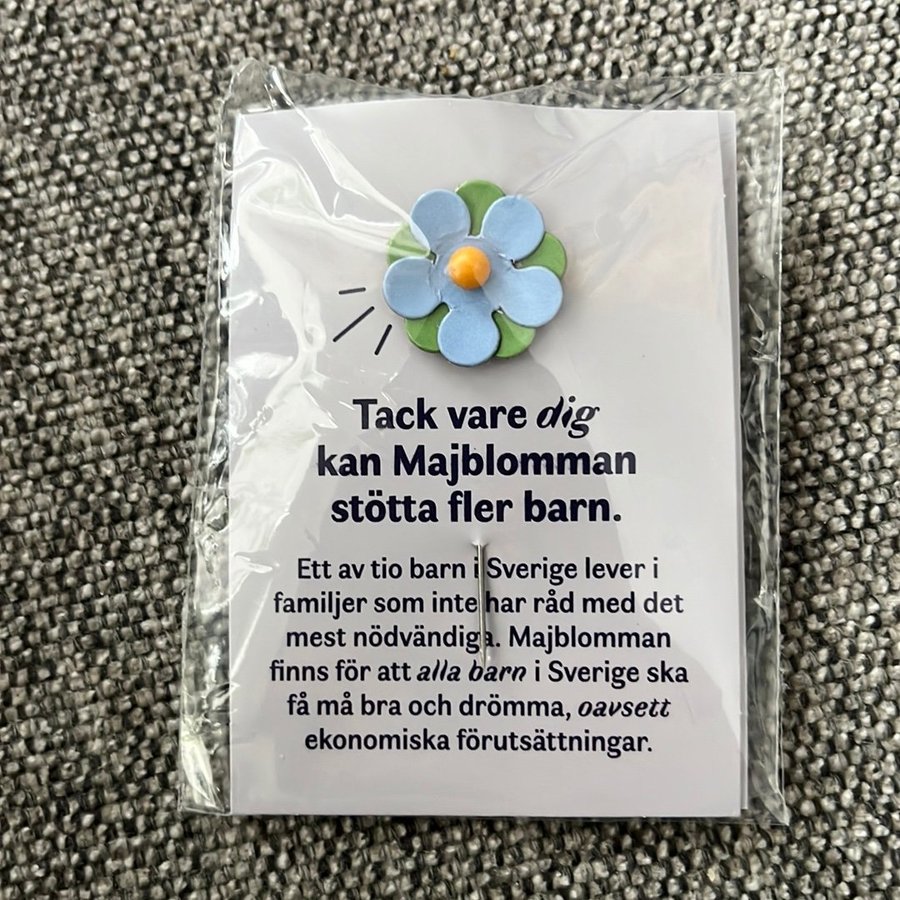 Tack vare dig
kan Majblomman
stötta fler barn.
Ett av tio barn i Sverige lever i
familjer som inte har råd med det
mest nödvändiga. Majblomman
finns för att alla barn i Sverige ska
få må bra och drömma, oavsett
ekonomiska förutsättningar.